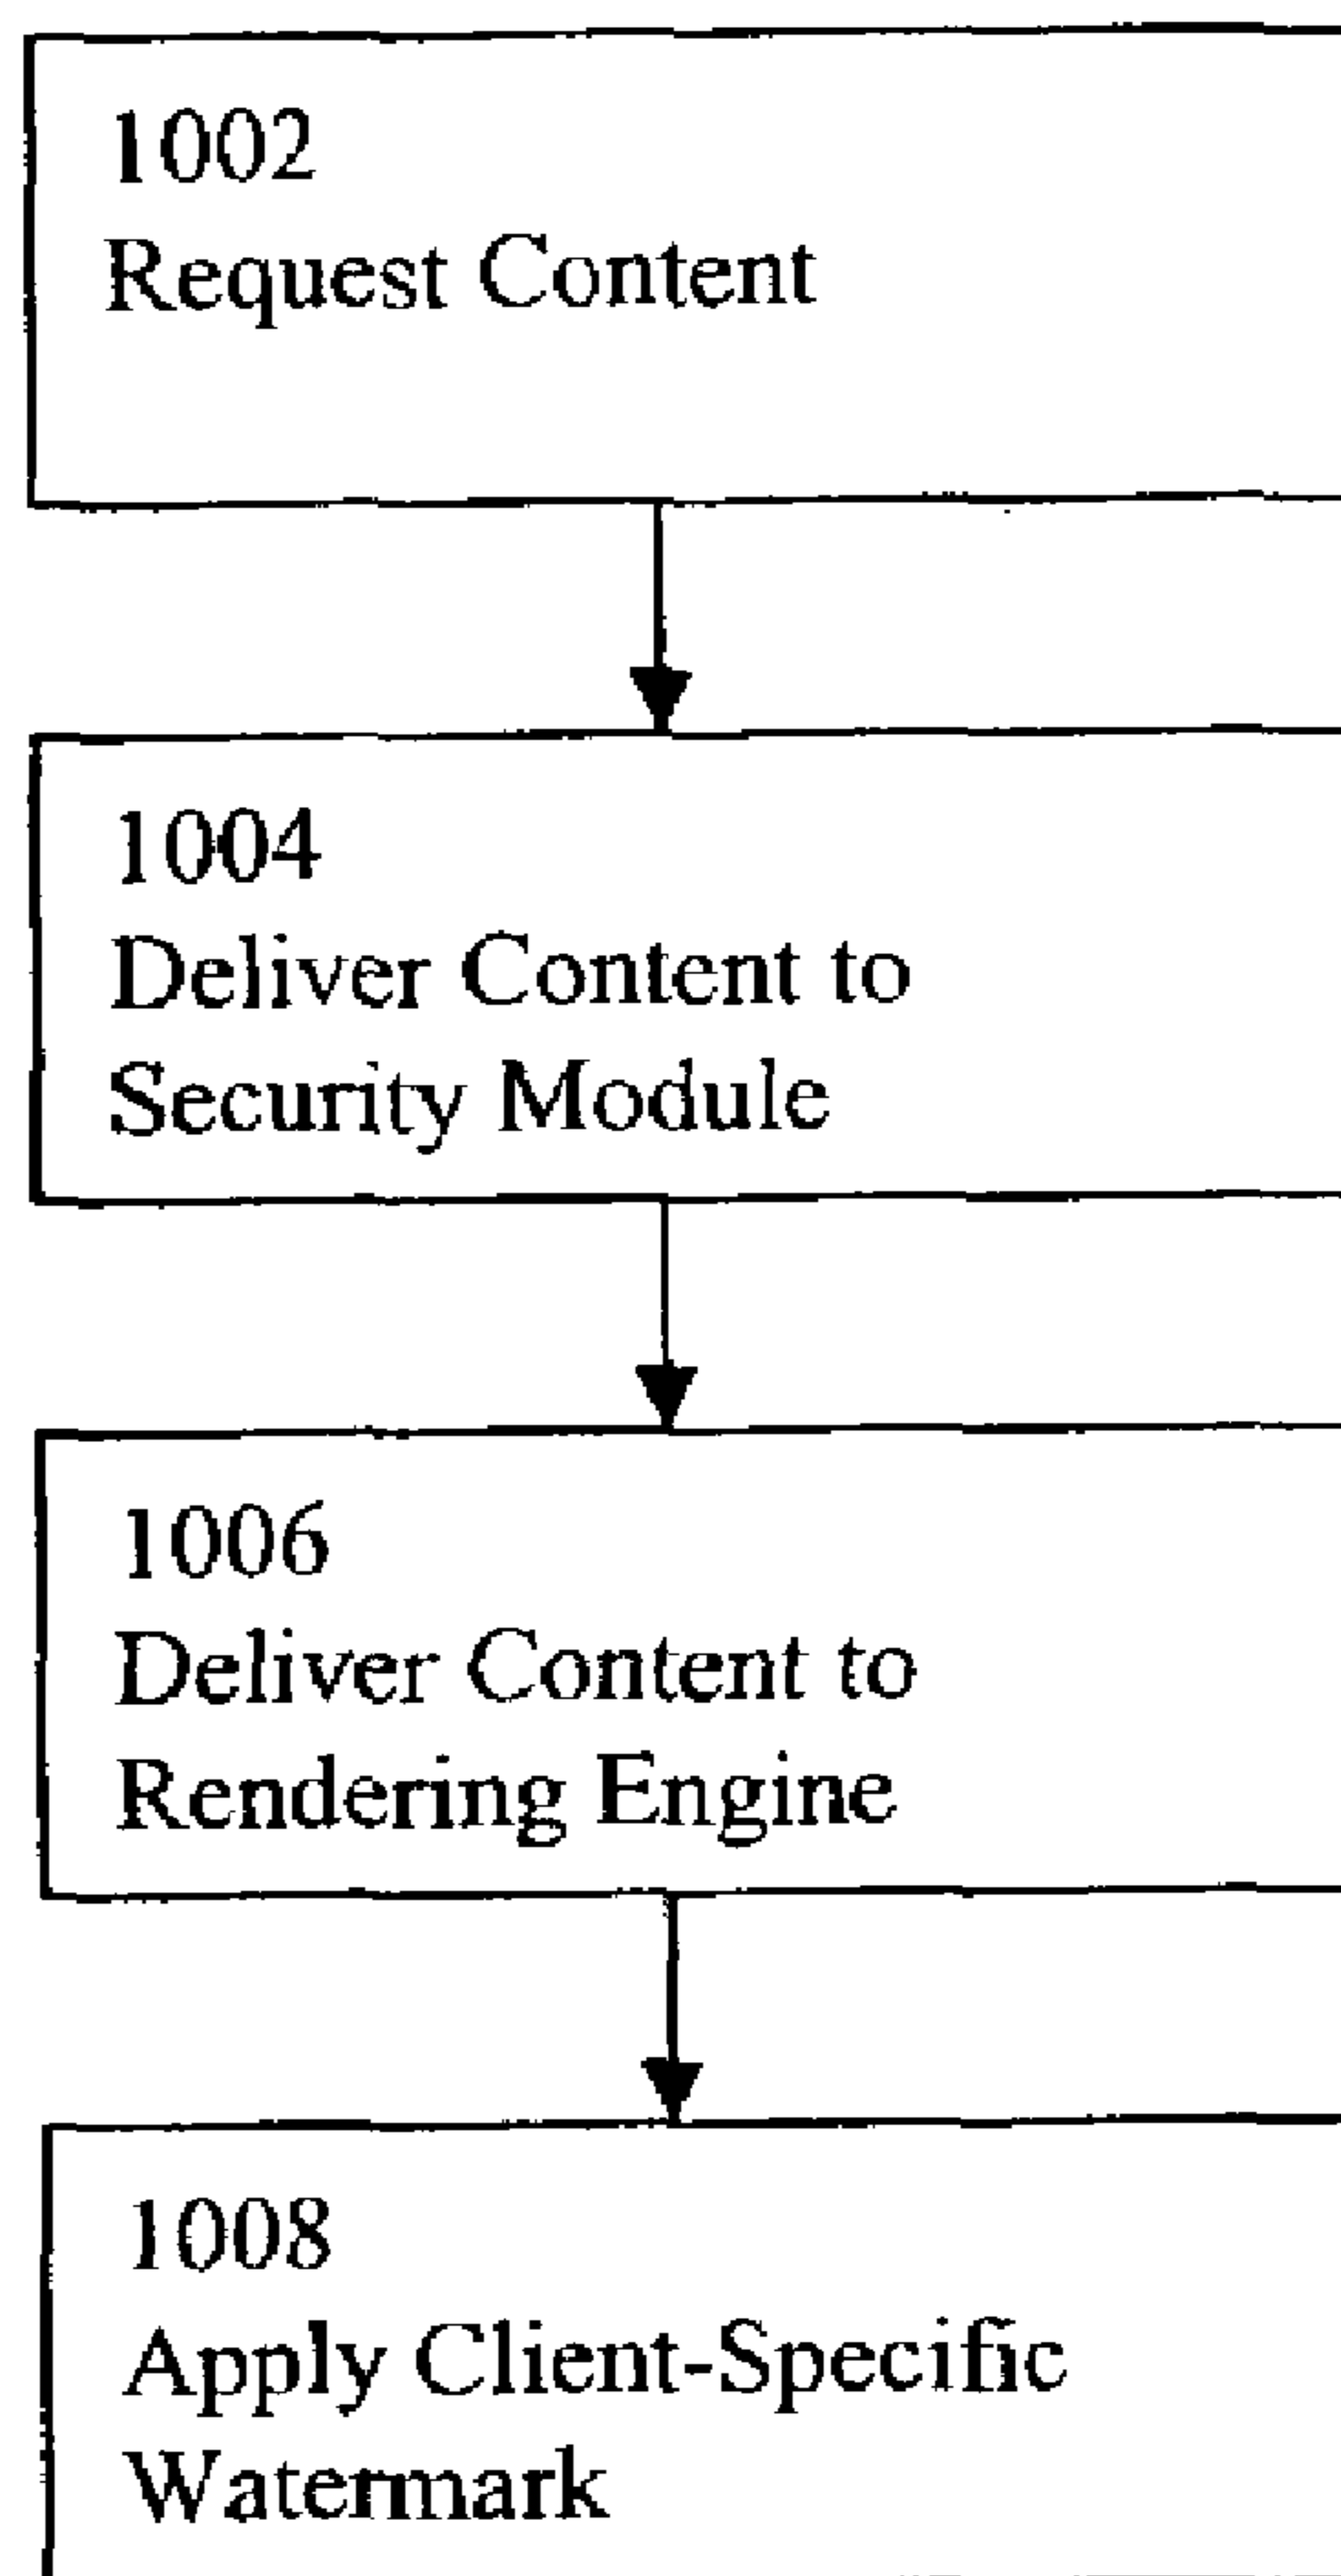 1002
Request Content
1004
Deliver Content to
Security Module
1006
Deliver Content to
Rendering Engine
1008
Apply Client-Specific
Watermark